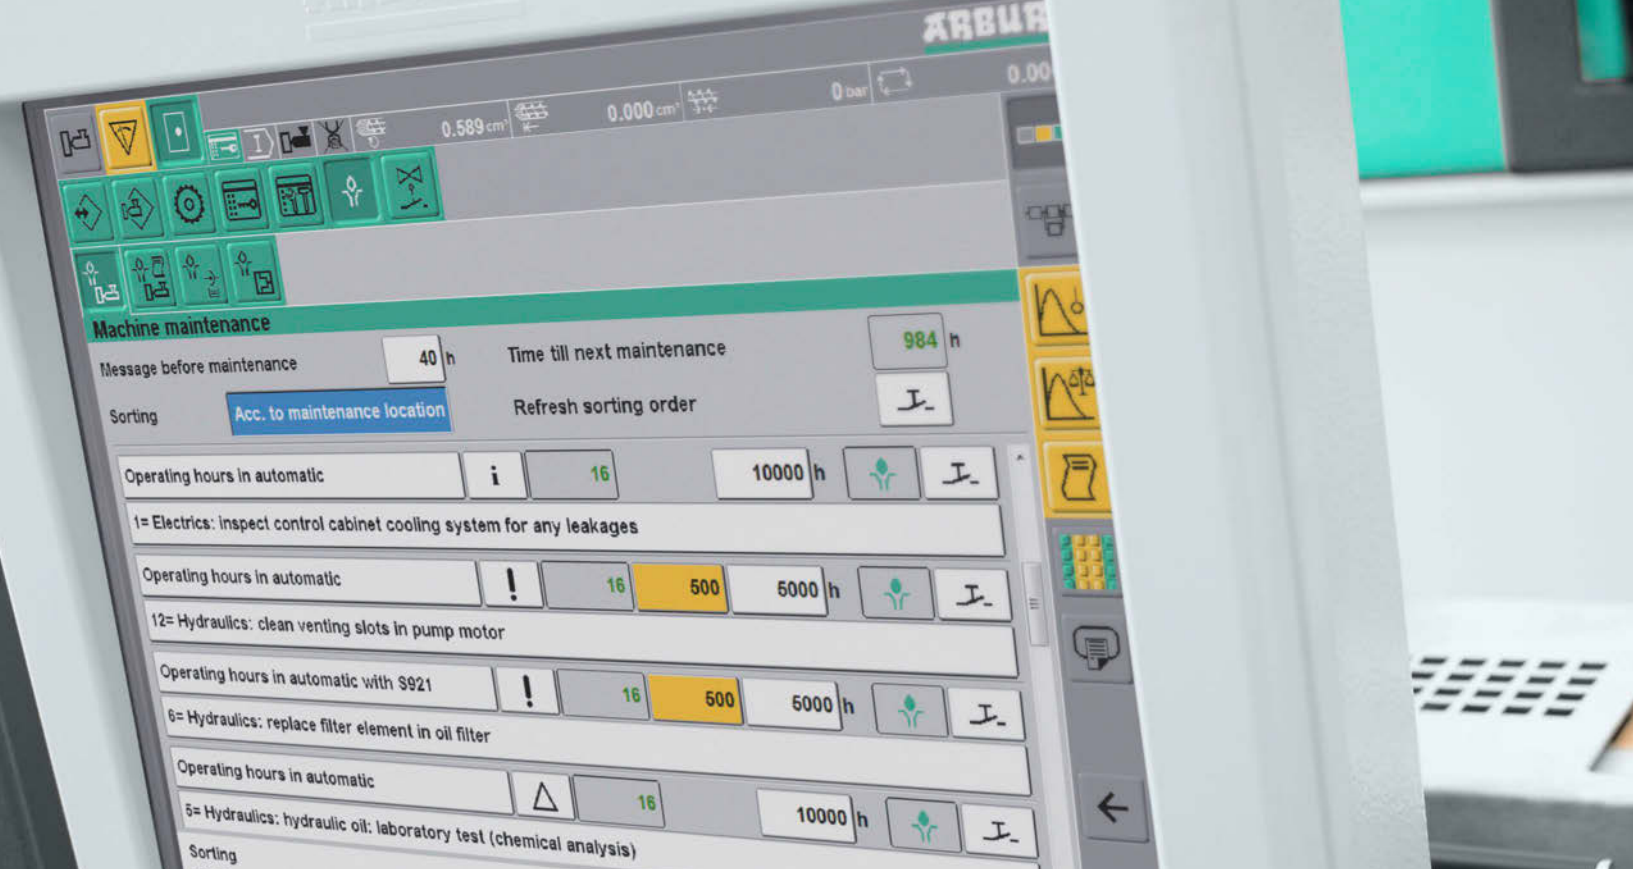 ARBUR
0.589 cm³ 0.000 cm³ 0 bar 0.00
Machine maintenance
Message before maintenance 40 h Time till next maintenance 984 h
Sorting Acc. to maintenance location Refresh sorting order
Operating hours in automatic i 16 10000 h
1= Electrics: inspect control cabinet cooling system for any leakages
Operating hours in automatic ! 16 500 5000 h
12= Hydraulics: clean venting slots in pump motor
Operating hours in automatic with S921 ! 16 500 5000 h
6= Hydraulics: replace filter element in oil filter
Operating hours in automatic 16 10000 h
5= Hydraulics: hydraulic oil: laboratory test (chemical analysis)
Sorting